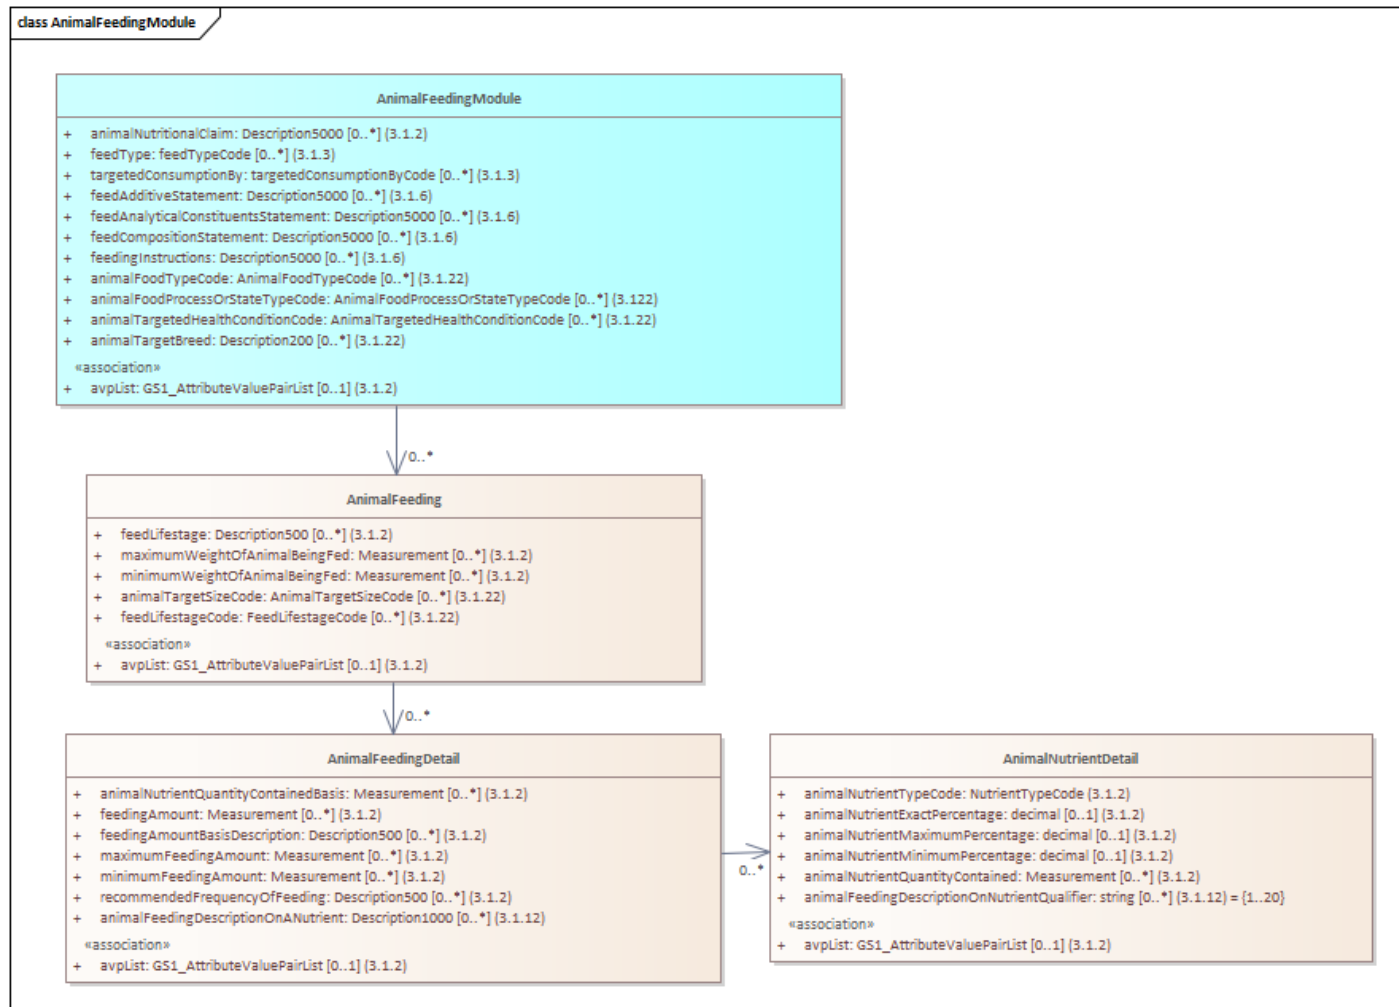 class AnimalFeedingModule
AnimalFeedingModule
+ animalNutritionalClaim: Description5000 [0..*] (3.1.2)
+ feedType: feedTypeCode [0..*] (3.1.3)
+ targetedConsumptionBy: targetedConsumptionByCode [0..*] (3.1.3)
+ feedAdditiveStatement: Description5000 [0..*] (3.1.6)
+ feedAnalyticalConstituentsStatement: Description5000 [0..*] (3.1.6)
+ feedCompositionStatement: Description5000 [0..*] (3.1.6)
+ feedingInstructions: Description5000 [0..*] (3.1.6)
+ animalFoodTypeCode: AnimalFoodTypeCode [0..*] (3.1.22)
+ animalFoodProcessOrStateTypeCode: AnimalFoodProcessOrStateTypeCode [0..*] (3.122)
+ animalTargetedHealthConditionCode: AnimalTargetedHealthConditionCode [0..*] (3.1.22)
+ animalTargetBreed: Description200 [0..*] (3.1.22)
«association»
+ avpList: GS1_AttributeValuePairList [0..1] (3.1.2)
0..*
AnimalFeeding
+ feedLifestage: Description500 [0..*] (3.1.2)
+ maximumWeightOfAnimalBeingFed: Measurement [0..*] (3.1.2)
+ minimumWeightOfAnimalBeingFed: Measurement [0..*] (3.1.2)
+ animalTargetSizeCode: AnimalTargetSizeCode [0..*] (3.1.22)
+ feedLifestageCode: FeedLifestageCode [0..*] (3.1.22)
«association»
+ avpList: GS1_AttributeValuePairList [0..1] (3.1.2)
0..*
AnimalFeedingDetail
+ animalNutrientQuantityContainedBasis: Measurement [0..*] (3.1.2)
+ feedingAmount: Measurement [0..*] (3.1.2)
+ feedingAmountBasisDescription: Description500 [0..*] (3.1.2)
+ maximumFeedingAmount: Measurement [0..*] (3.1.2)
+ minimumFeedingAmount: Measurement [0..*] (3.1.2)
+ recommendedFrequencyOfFeeding: Description500 [0..*] (3.1.2)
+ animalFeedingDescriptionOnANutrient: Description1000 [0..*] (3.1.12)
«association»
+ avpList: GS1_AttributeValuePairList [0..1] (3.1.2)
0..*
AnimalNutrientDetail
+ animalNutrientTypeCode: NutrientTypeCode (3.1.2)
+ animalNutrientExactPercentage: decimal [0..1] (3.1.2)
+ animalNutrientMaximumPercentage: decimal [0..1] (3.1.2)
+ animalNutrientMinimumPercentage: decimal [0..1] (3.1.2)
+ animalNutrientQuantityContained: Measurement [0..*] (3.1.2)
+ animalFeedingDescriptionOnNutrientQualifier: string [0..*] (3.1.12) = {1..20}
«association»
+ avpList: GS1_AttributeValuePairList [0..1] (3.1.2)